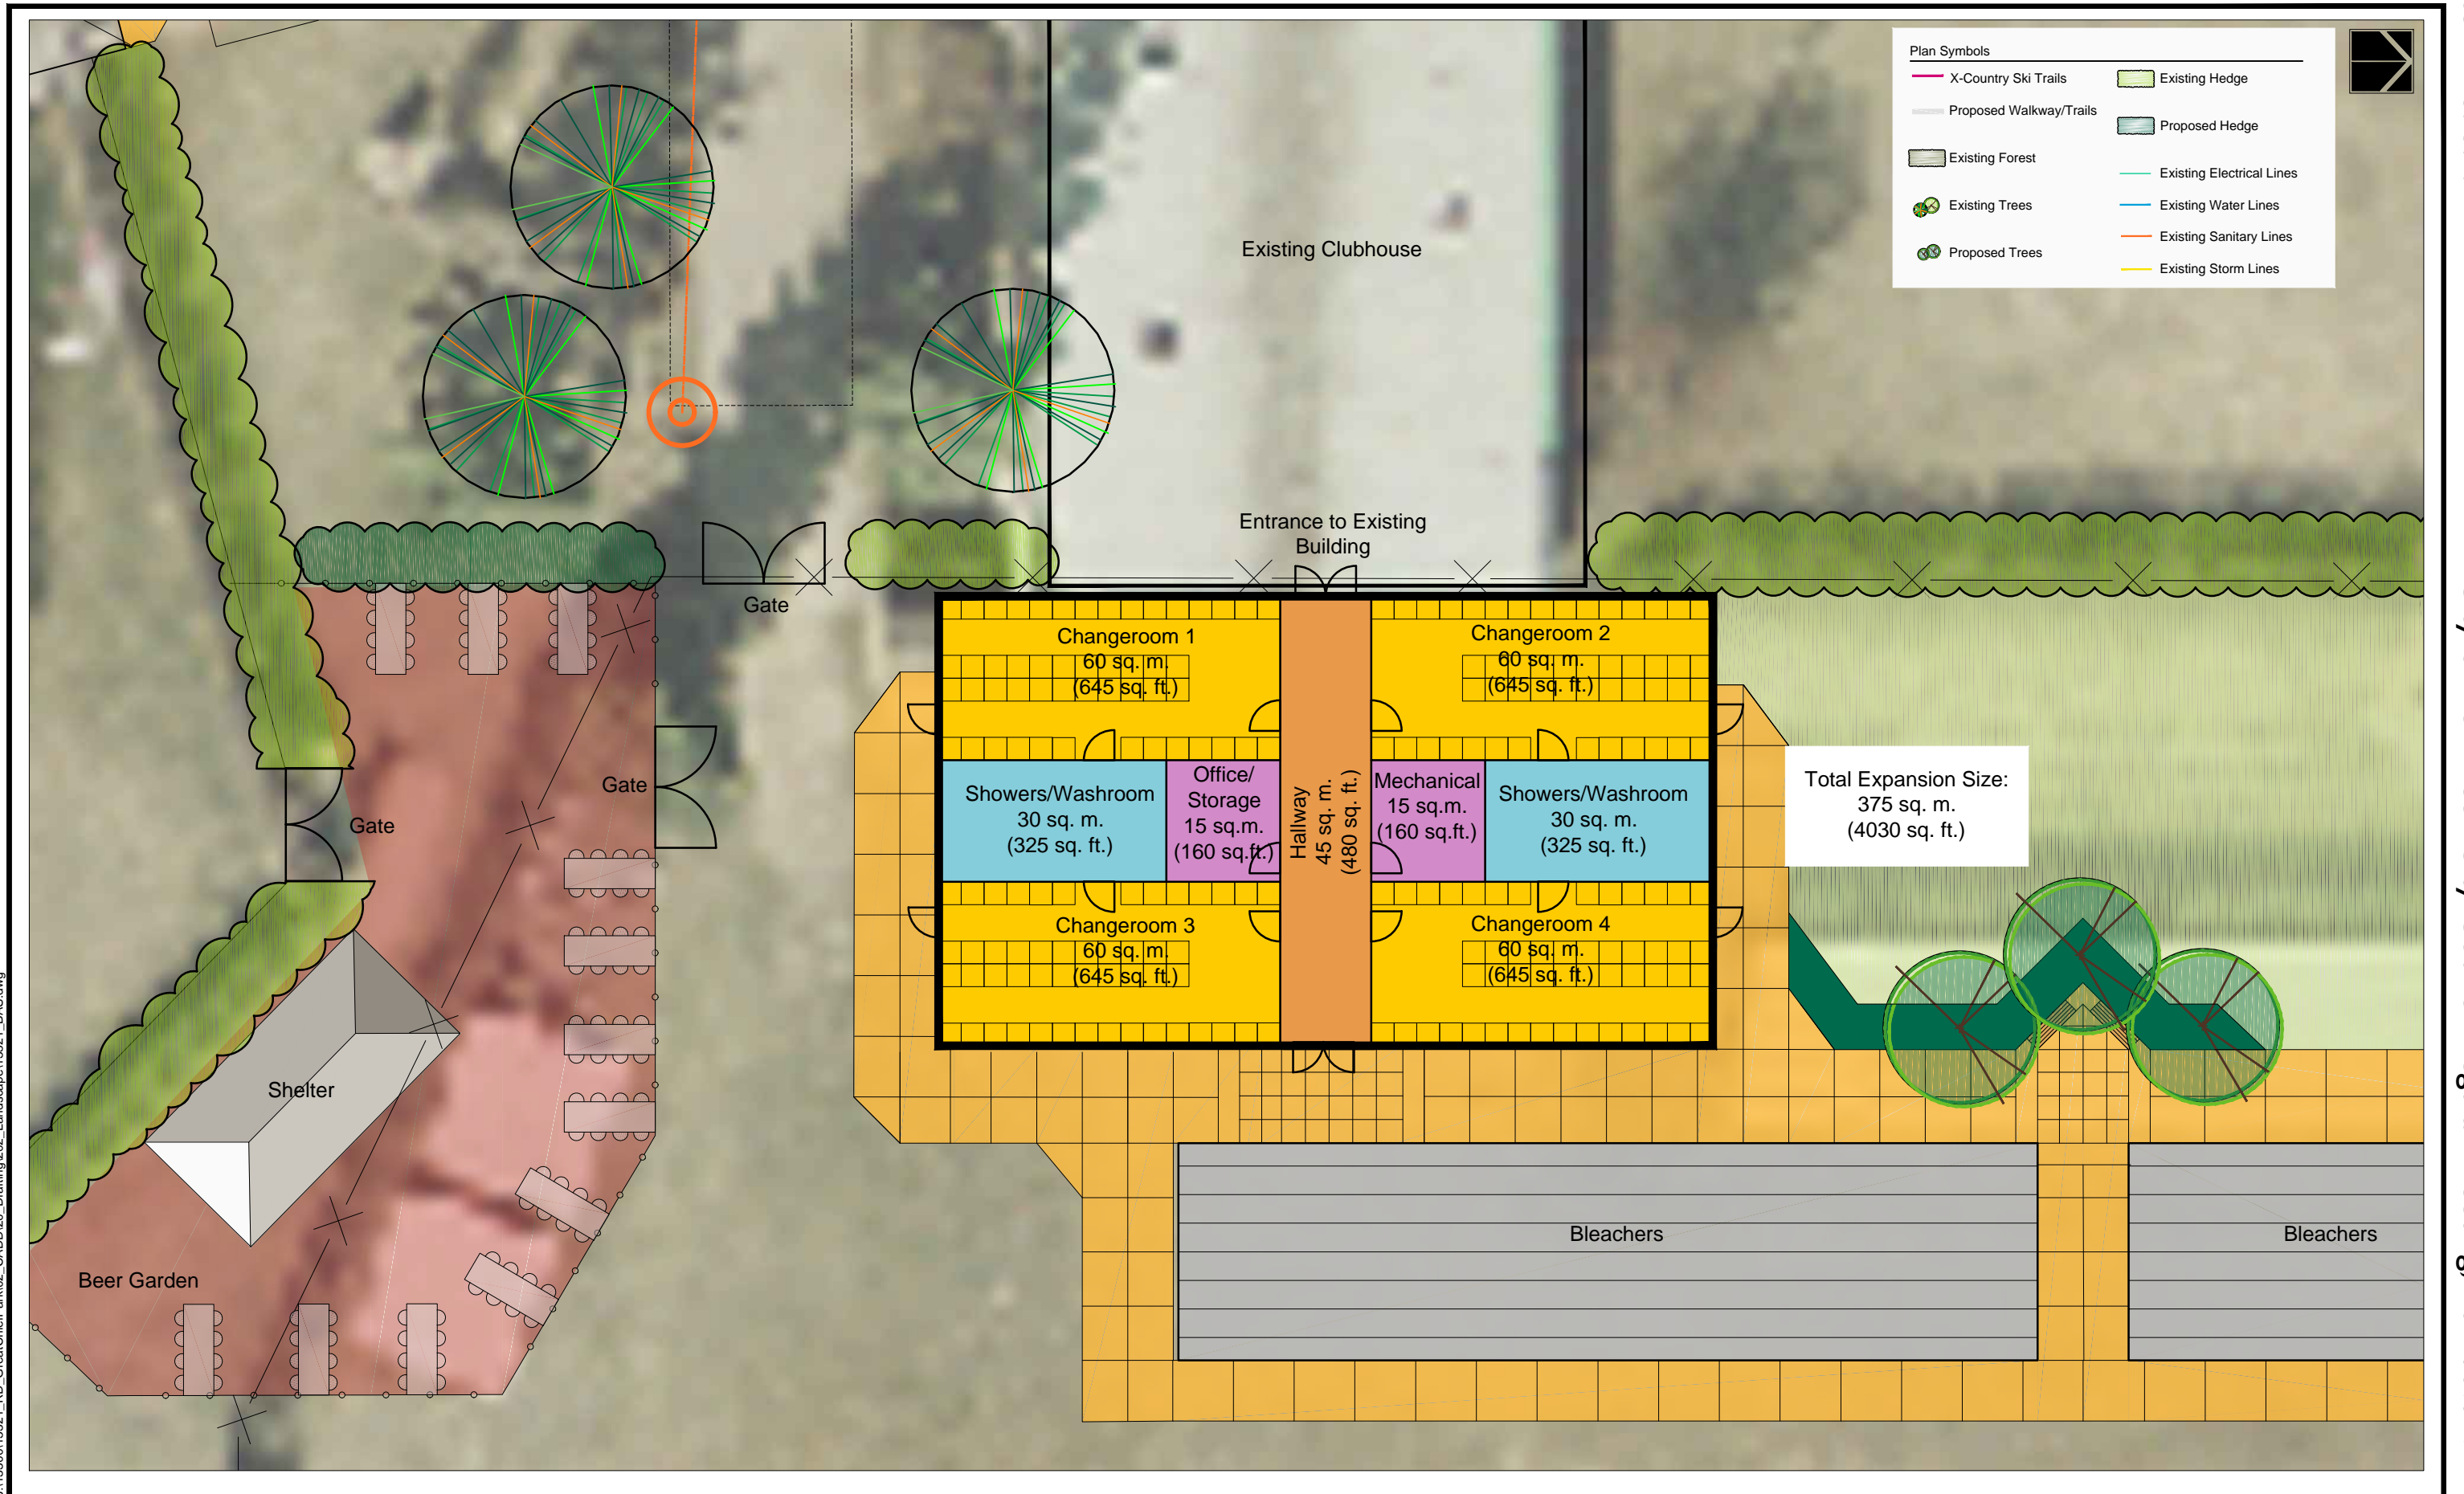 Plan Symbols
X-Country Ski Trails
Existing Hedge
Proposed Walkway/Trails
Proposed Hedge
Existing Forest
Existing Electrical Lines
Existing Trees
Existing Water Lines
Existing Sanitary Lines
Proposed Trees
Existing Storm Lines
Existing Clubhouse
Entrance to Existing
Building
Gate
Gate
Gate
Changeroom 1
60 sq. m.
(645 sq. ft.)
Changeroom 2
60 sq. m.
(645 sq. ft.)
Showers/Washroom
30 sq. m.
(325 sq. ft.)
Office/
Storage
15 sq.m.
(160 sq.ft.)
Hallway
45 sq. m.
(480 sq. ft.)
Mechanical
15 sq.m.
(160 sq.ft.)
Showers/Washroom
30 sq. m.
(325 sq. ft.)
Total Expansion Size:
375 sq. m.
(4030 sq. ft.)
Changeroom 3
60 sq. m.
(645 sq. ft.)
Changeroom 4
60 sq. m.
(645 sq. ft.)
Shelter
Beer Garden
Bleachers
Bleachers